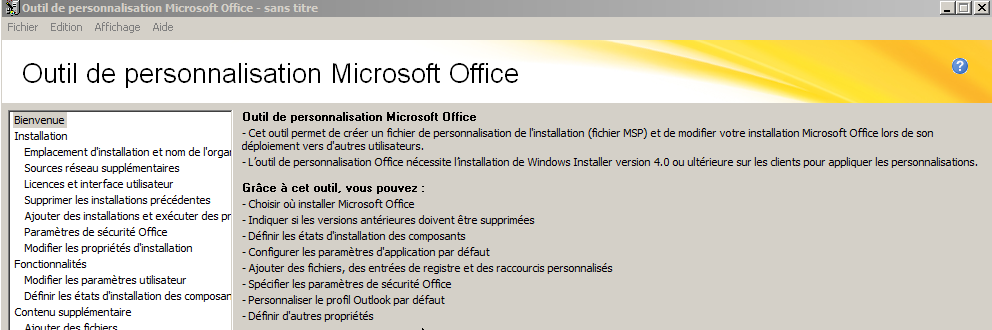 Outil de personnalisation Microsoft Office - sans titre
Fichier Edition Affichage Aide
Outil de personnalisation Microsoft Office
?
Bienvenue
Installation
Emplacement d'installation et nom de l'orga
Sources réseau supplémentaires
Licences et interface utilisateur
Supprimer les installations précédentes
Ajouter des installations et exécuter des pr
Paramètres de sécurité Office
Modifier les propriétés d'installation
Fonctionnalités
Modifier les paramètres utilisateur
Définir les états d'installation des composan
Contenu supplémentaire
Ajouter des fichiers
Outil de personnalisation Microsoft Office
- Cet outil permet de créer un fichier de personnalisation de l'installation (fichier MSP) et de modifier votre installation Microsoft Office lors de son
déploiement vers d'autres utilisateurs.
- L'outil de personnalisation Office nécessite l'installation de Windows Installer version 4.0 ou ultérieure sur les clients pour appliquer les personnalisations.
Grâce à cet outil, vous pouvez :
- Choisir où installer Microsoft Office
- Indiquer si les versions antérieures doivent être supprimées
- Définir les états d'installation des composants
- Configurer les paramètres d'application par défaut
- Ajouter des fichiers, des entrées de registre et des raccourcis personnalisés
- Spécifier les paramètres de sécurité Office
- Personnaliser le profil Outlook par défaut
- Définir d'autres propriétés